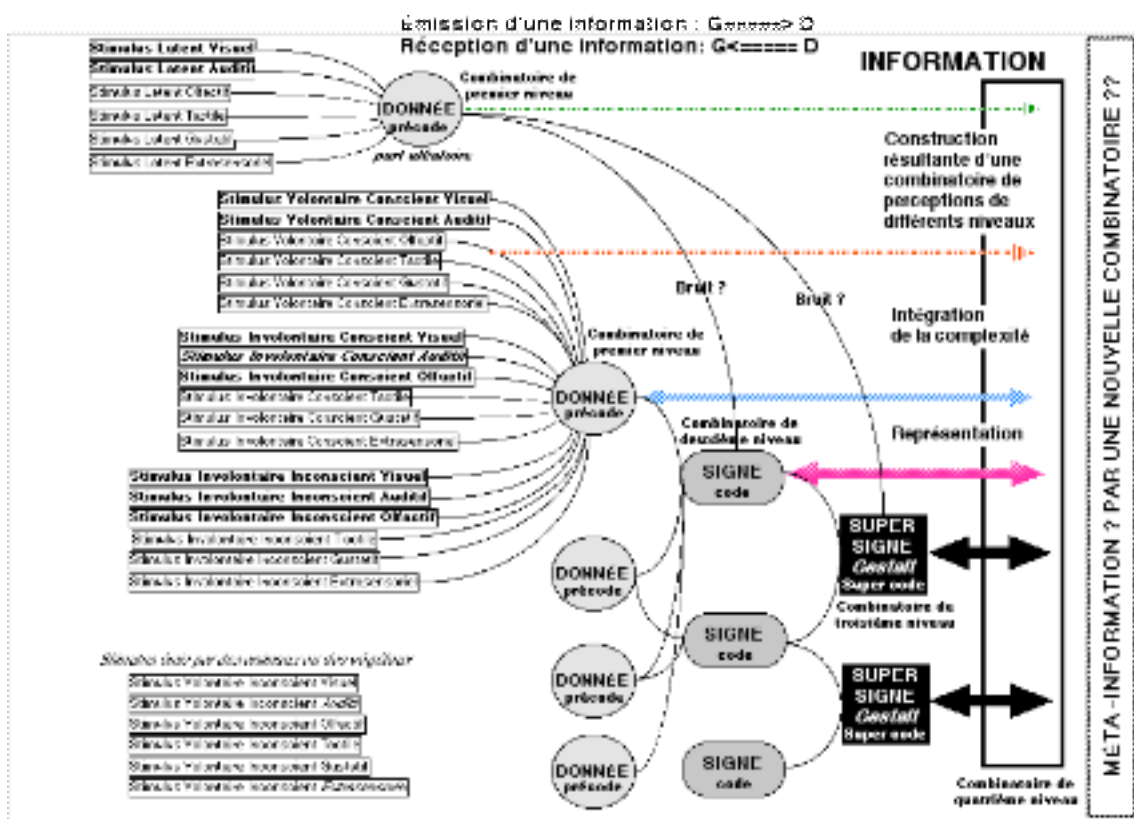 Émission d'une information : G=====> D
Réception d'une information: G<===== D
INFORMATION
Stimulus Latent Visuel
Stimulus Latent Auditif
Stimulus Latent Olfactif
Stimulus Latent Tactile
Stimulus Latent Gustatif
Stimulus Latent Extrasensoriel
DONNÉE
précode
part aléatoire
Combinatoire de
premier niveau
Construction
résultante d'une
combinatoire de
perceptions de
différents niveaux
Stimulus Volontaire Conscient Visuel
Stimulus Volontaire Conscient Auditif
Stimulus Volontaire Conscient Olfactif
Stimulus Volontaire Conscient Tactile
Stimulus Volontaire Conscient Gustatif
Stimulus Volontaire Conscient Extrasensoriel
Bruit ?
Bruit ?
Intégration
de la complexité
Stimulus Involontaire Conscient Visuel
Stimulus Involontaire Conscient Auditif
Stimulus Involontaire Conscient Olfactif
Stimulus Involontaire Conscient Tactile
Stimulus Involontaire Conscient Gustatif
Stimulus Involontaire Conscient Extrasensoriel
Combinatoire de
premier niveau
DONNÉE
précode
Combinatoire de
deuxième niveau
Représentation
Stimulus Involontaire Inconscient Visuel
Stimulus Involontaire Inconscient Auditif
Stimulus Involontaire Inconscient Olfactif
Stimulus Involontaire Inconscient Tactile
Stimulus Involontaire Inconscient Gustatif
Stimulus Involontaire Inconscient Extrasensoriel
SIGNE
code
SUPER
SIGNE
Gestalt
Super code
Combinatoire de
troisième niveau
DONNÉE
précode
SIGNE
code
DONNÉE
précode
SUPER
SIGNE
Gestalt
Super code
Stimulus par des
Stimulus Volontaire Inconscient Visuel
Stimulus Volontaire Inconscient Auditif
Stimulus Volontaire Inconscient Olfactif
Stimulus Volontaire Inconscient Tactile
Stimulus Volontaire Inconscient Gustatif
Stimulus Volontaire Inconscient Extrasensoriel
DONNÉE
précode
SIGNE
code
Combinatoire de
quatrième niveau
MÉTA-INFORMATION ? PAR UNE NOUVELLE COMBINATOIRE ??